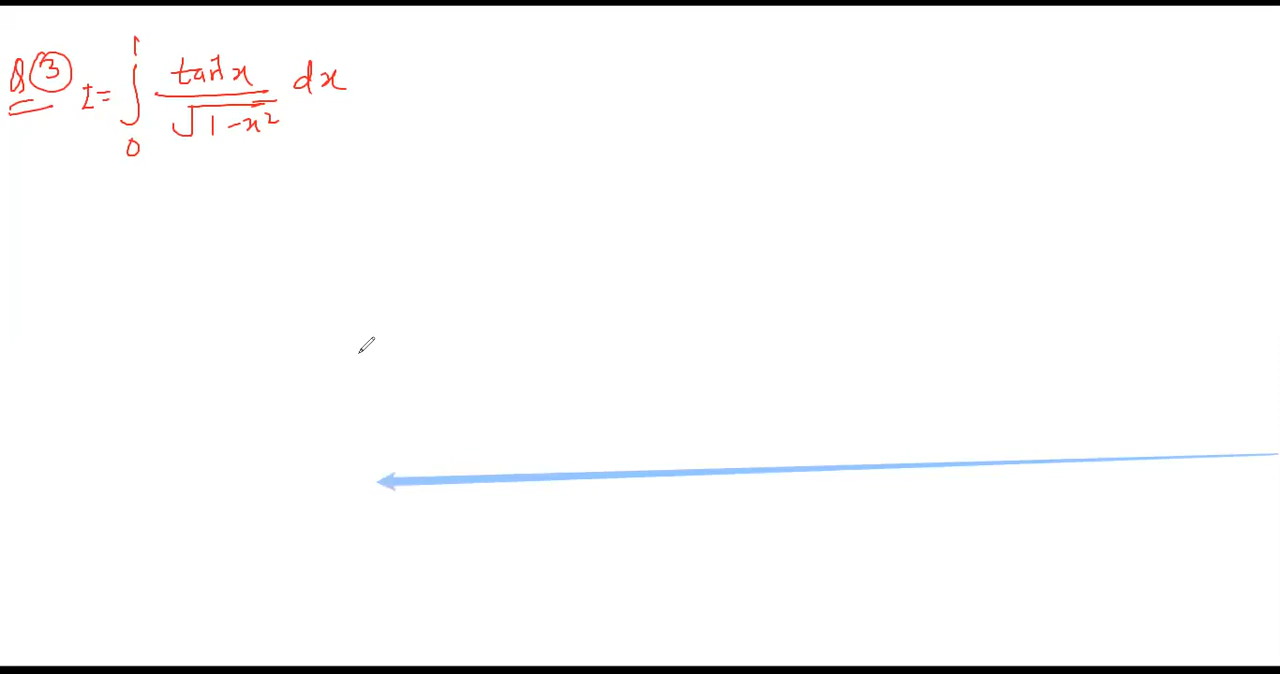 Q③ I = ∫₀¹ tan⁻¹x / √(1-x²) dx